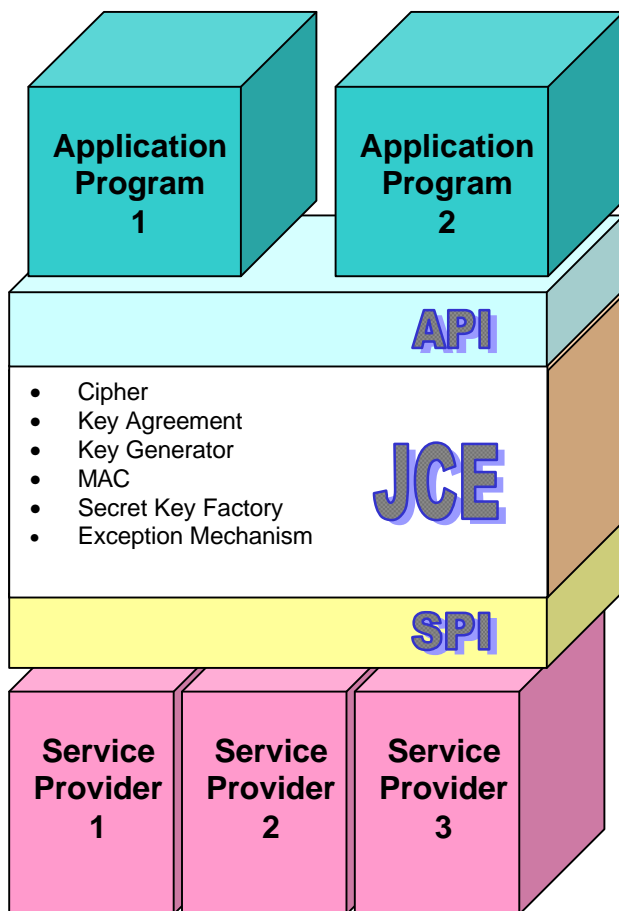 Application
Program
1
Application
Program
2
API
• Cipher
• Key Agreement
• Key Generator
• MAC
• Secret Key Factory
• Exception Mechanism
JCE
SPI
Service
Provider
1
Service
Provider
2
Service
Provider
3